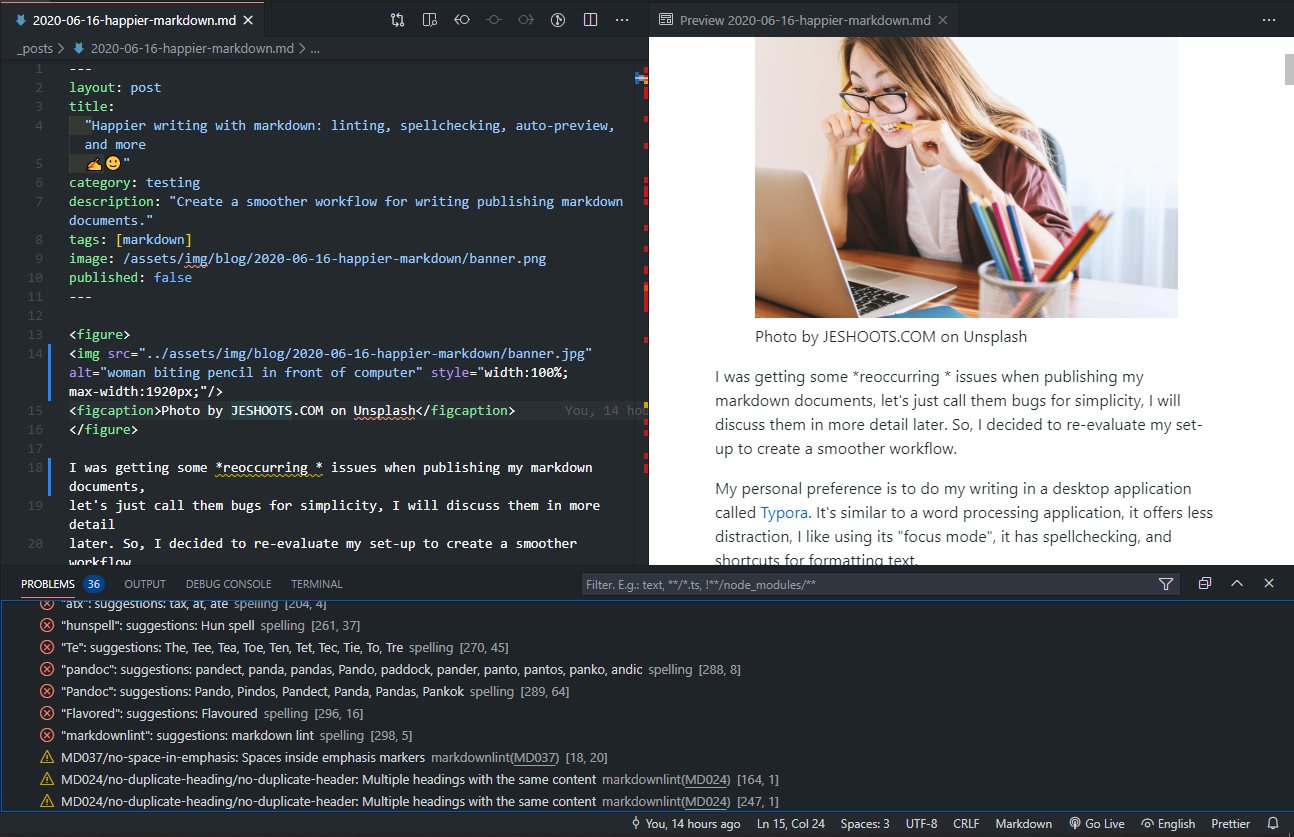 2020-06-16-happier-markdown.md
Preview 2020-06-16-happier-markdown.md
_posts > 2020-06-16-happier-markdown.md > ...
1 ---
2 layout: post
3 title:
4 "Happier writing with markdown: linting, spellchecking, auto-preview,
and more
5 ✍🙂"
6 category: testing
7 description: "Create a smoother workflow for writing publishing markdown
documents."
8 tags: [markdown]
9 image: /assets/img/blog/2020-06-16-happier-markdown/banner.png
10 published: false
11 ---
12
13 <figure>
14 <img src="../assets/img/blog/2020-06-16-happier-markdown/banner.jpg"
alt="woman biting pencil in front of computer" style="width:100%;
max-width:1920px;"/>
15 <figcaption>Photo by JESHOOTS.COM on Unsplash</figcaption> You, 14 ho
16 </figure>
17
18 I was getting some *reoccurring * issues when publishing my markdown
documents,
19 let's just call them bugs for simplicity, I will discuss them in more
detail
20 later. So, I decided to re-evaluate my set-up to create a smoother
workflow
Photo by JESHOOTS.COM on Unsplash
I was getting some *reoccurring * issues when publishing my
markdown documents, let's just call them bugs for simplicity, I will
discuss them in more detail later. So, I decided to re-evaluate my set-
up to create a smoother workflow.
My personal preference is to do my writing in a desktop application
called Typora. It's similar to a word processing application, it offers less
distraction, I like using its "focus mode", it has spellchecking, and
shortcuts for formatting text.
PROBLEMS 36 OUTPUT DEBUG CONSOLE TERMINAL
Filter. E.g.: text, **/*.ts, !**/node_modules/**
"atx": suggestions: tax, at, ate spelling [204, 4]
"hunspell": suggestions: Hun spell spelling [261, 37]
"Te": suggestions: The, Tee, Tea, Toe, Ten, Tet, Tec, Tie, To, Tre spelling [270, 45]
"pandoc": suggestions: pandect, panda, pandas, Pando, paddock, pander, panto, pantos, panko, andic spelling [288, 8]
"Pandoc": suggestions: Pando, Pindos, Pandect, Panda, Pandas, Pankok spelling [289, 64]
"Flavored": suggestions: Flavoured spelling [296, 16]
"markdownlint": suggestions: markdown lint spelling [298, 5]
MD037/no-space-in-emphasis: Spaces inside emphasis markers markdownlint(MD037) [18, 20]
MD024/no-duplicate-heading/no-duplicate-header: Multiple headings with the same content markdownlint(MD024) [164, 1]
MD024/no-duplicate-heading/no-duplicate-header: Multiple headings with the same content markdownlint(MD024) [247, 1]
You, 14 hours ago Ln 15, Col 24 Spaces: 3 UTF-8 CRLF Markdown Go Live English Prettier